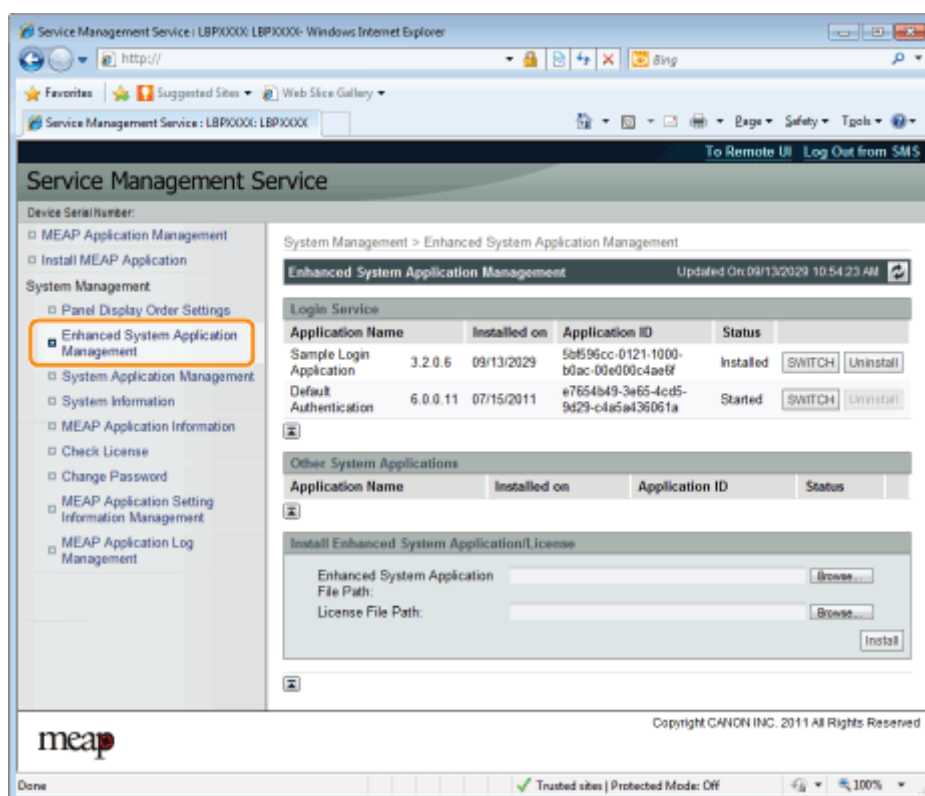 Service Management Service : LBPXXXX: LBPXXXX- Windows Internet Explorer
http://
Bing
Favorites
Suggested Sites
Web Slice Gallery
Service Management Service : LBPXXXX: LBPXXXX
Page
Safety
Tools
To Remote UI Log Out from SMS
Service Management Service
Device Serial Number:
MEAP Application Management
Install MEAP Application
System Management
Panel Display Order Settings
Enhanced System Application
Management
System Application Management
System Information
MEAP Application Information
Check License
Change Password
MEAP Application Setting
Information Management
MEAP Application Log
Management
System Management > Enhanced System Application Management
Enhanced System Application Management Updated On:09/13/2029 10:54:23 AM
Login Service
Application Name Installed on Application ID Status
Sample Login
Application 3.2.0.6 09/13/2029 5bf596cc-0121-1000-
b0ac-00e000c4ae6f Installed SWITCH Uninstall
Default
Authentication 6.0.0.11 07/15/2011 e7654b49-3e65-4cd5-
9d29-c4a5a436061a Started SWITCH Uninstall
Other System Applications
Application Name Installed on Application ID Status
Install Enhanced System Application/License
Enhanced System Application
File Path: Browse...
License File Path: Browse...
Install
Copyright CANON INC. 2011 All Rights Reserved
meap
Done
Trusted sites | Protected Mode: Off
100%